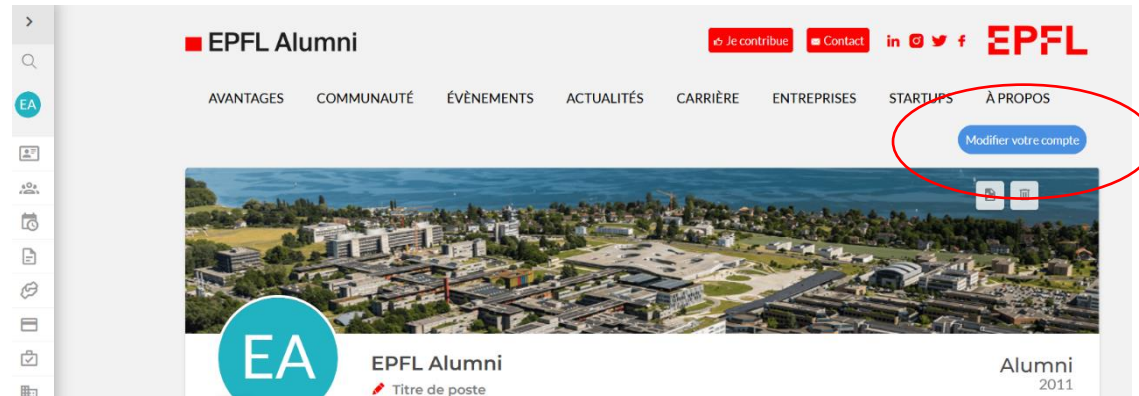 EPFL Alumni
Je contribue
Contact
EPFL
EA
AVANTAGES COMMUNAUTÉ ÉVÈNEMENTS ACTUALITÉS CARRIÈRE ENTREPRISES STARTUPS À PROPOS
Modifier votre compte
EA
EPFL Alumni
Alumni
Titre de poste
2011